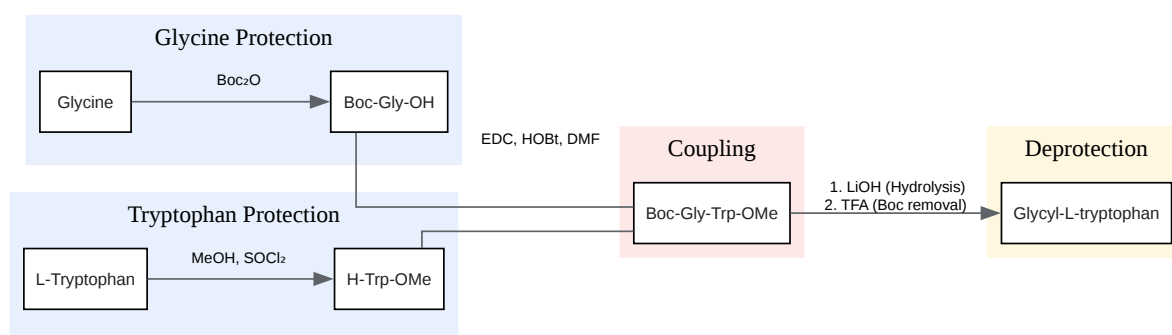 Glycine Protection
Glycine
Boc₂O
Boc-Gly-OH
EDC, HOBt, DMF
Tryptophan Protection
L-Tryptophan
MeOH, SOCl₂
H-Trp-OMe
Coupling
Boc-Gly-Trp-OMe
1. LiOH (Hydrolysis)
2. TFA (Boc removal)
Deprotection
Glycyl-L-tryptophan